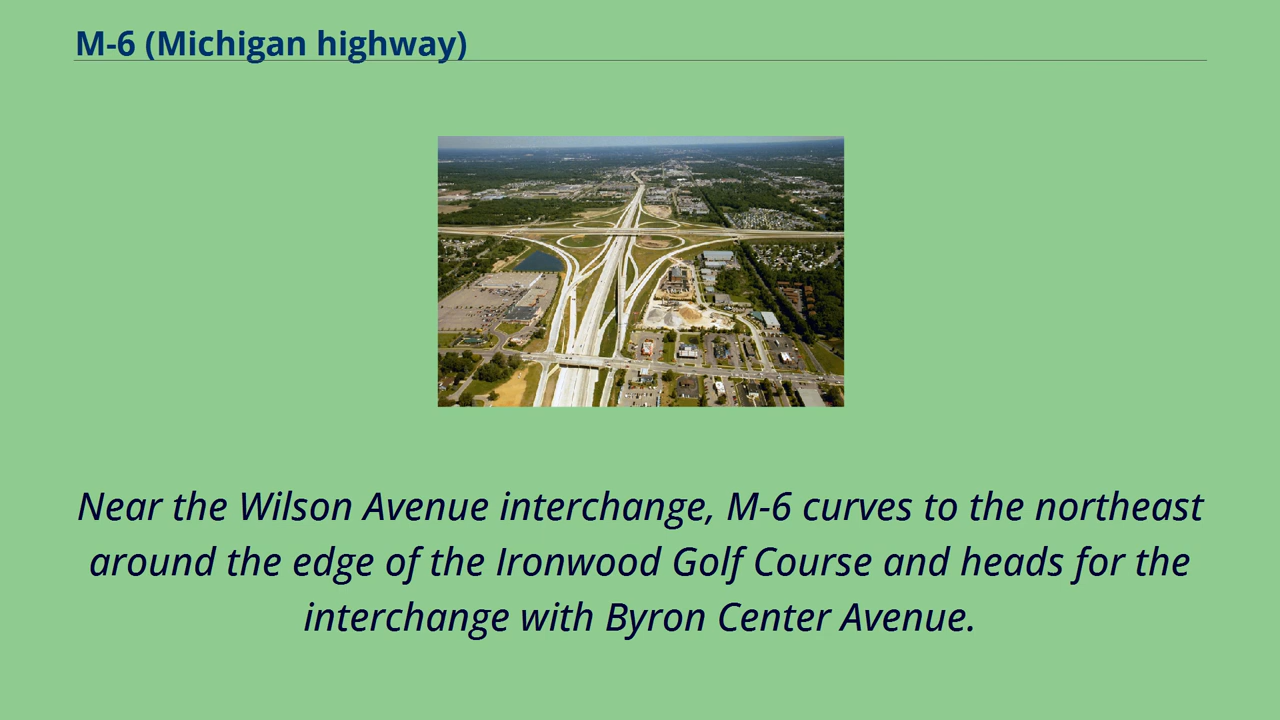 M-6 (Michigan highway)
Near the Wilson Avenue interchange, M-6 curves to the northeast
around the edge of the Ironwood Golf Course and heads for the
interchange with Byron Center Avenue.